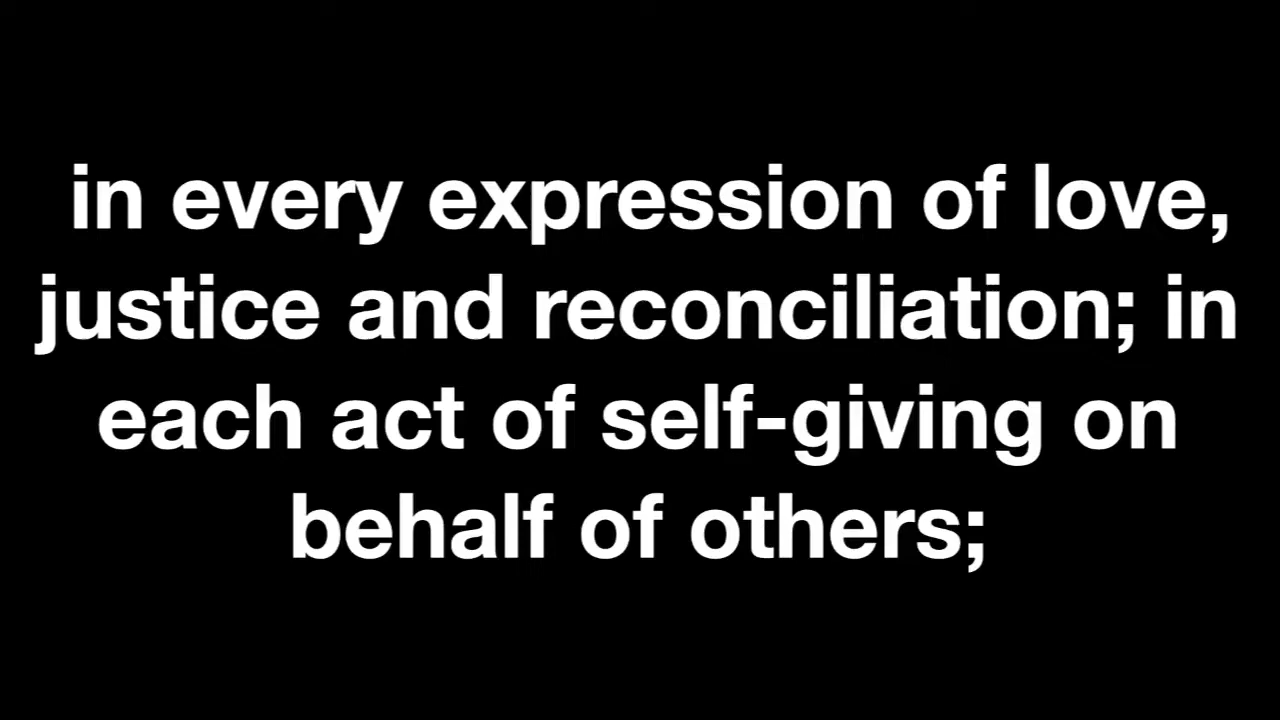 in every expression of love,
justice and reconciliation; in
each act of self-giving on
behalf of others;